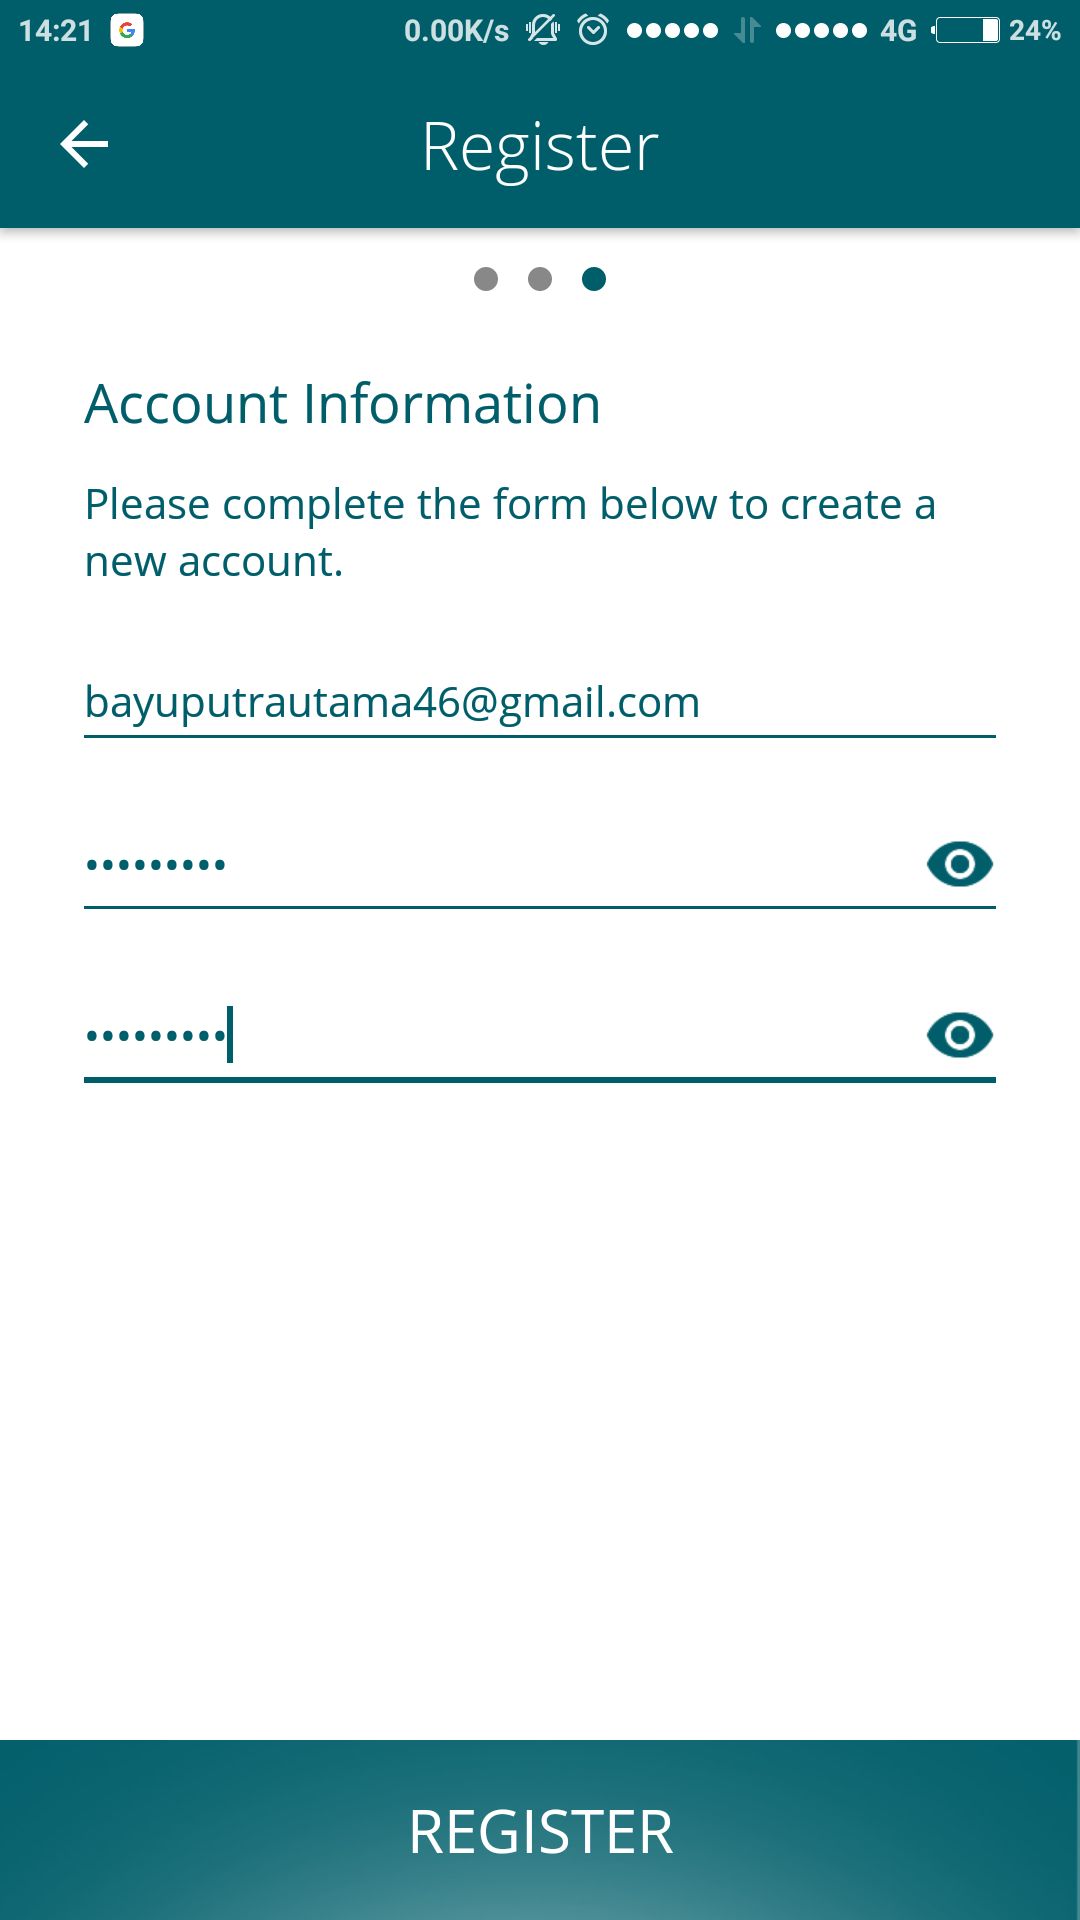 14:21 G 0.00K/s 4G 24%
Register
Account Information
Please complete the form below to create a
new account.
bayuputrautama46@gmail.com
•••••••••
•••••••••
REGISTER